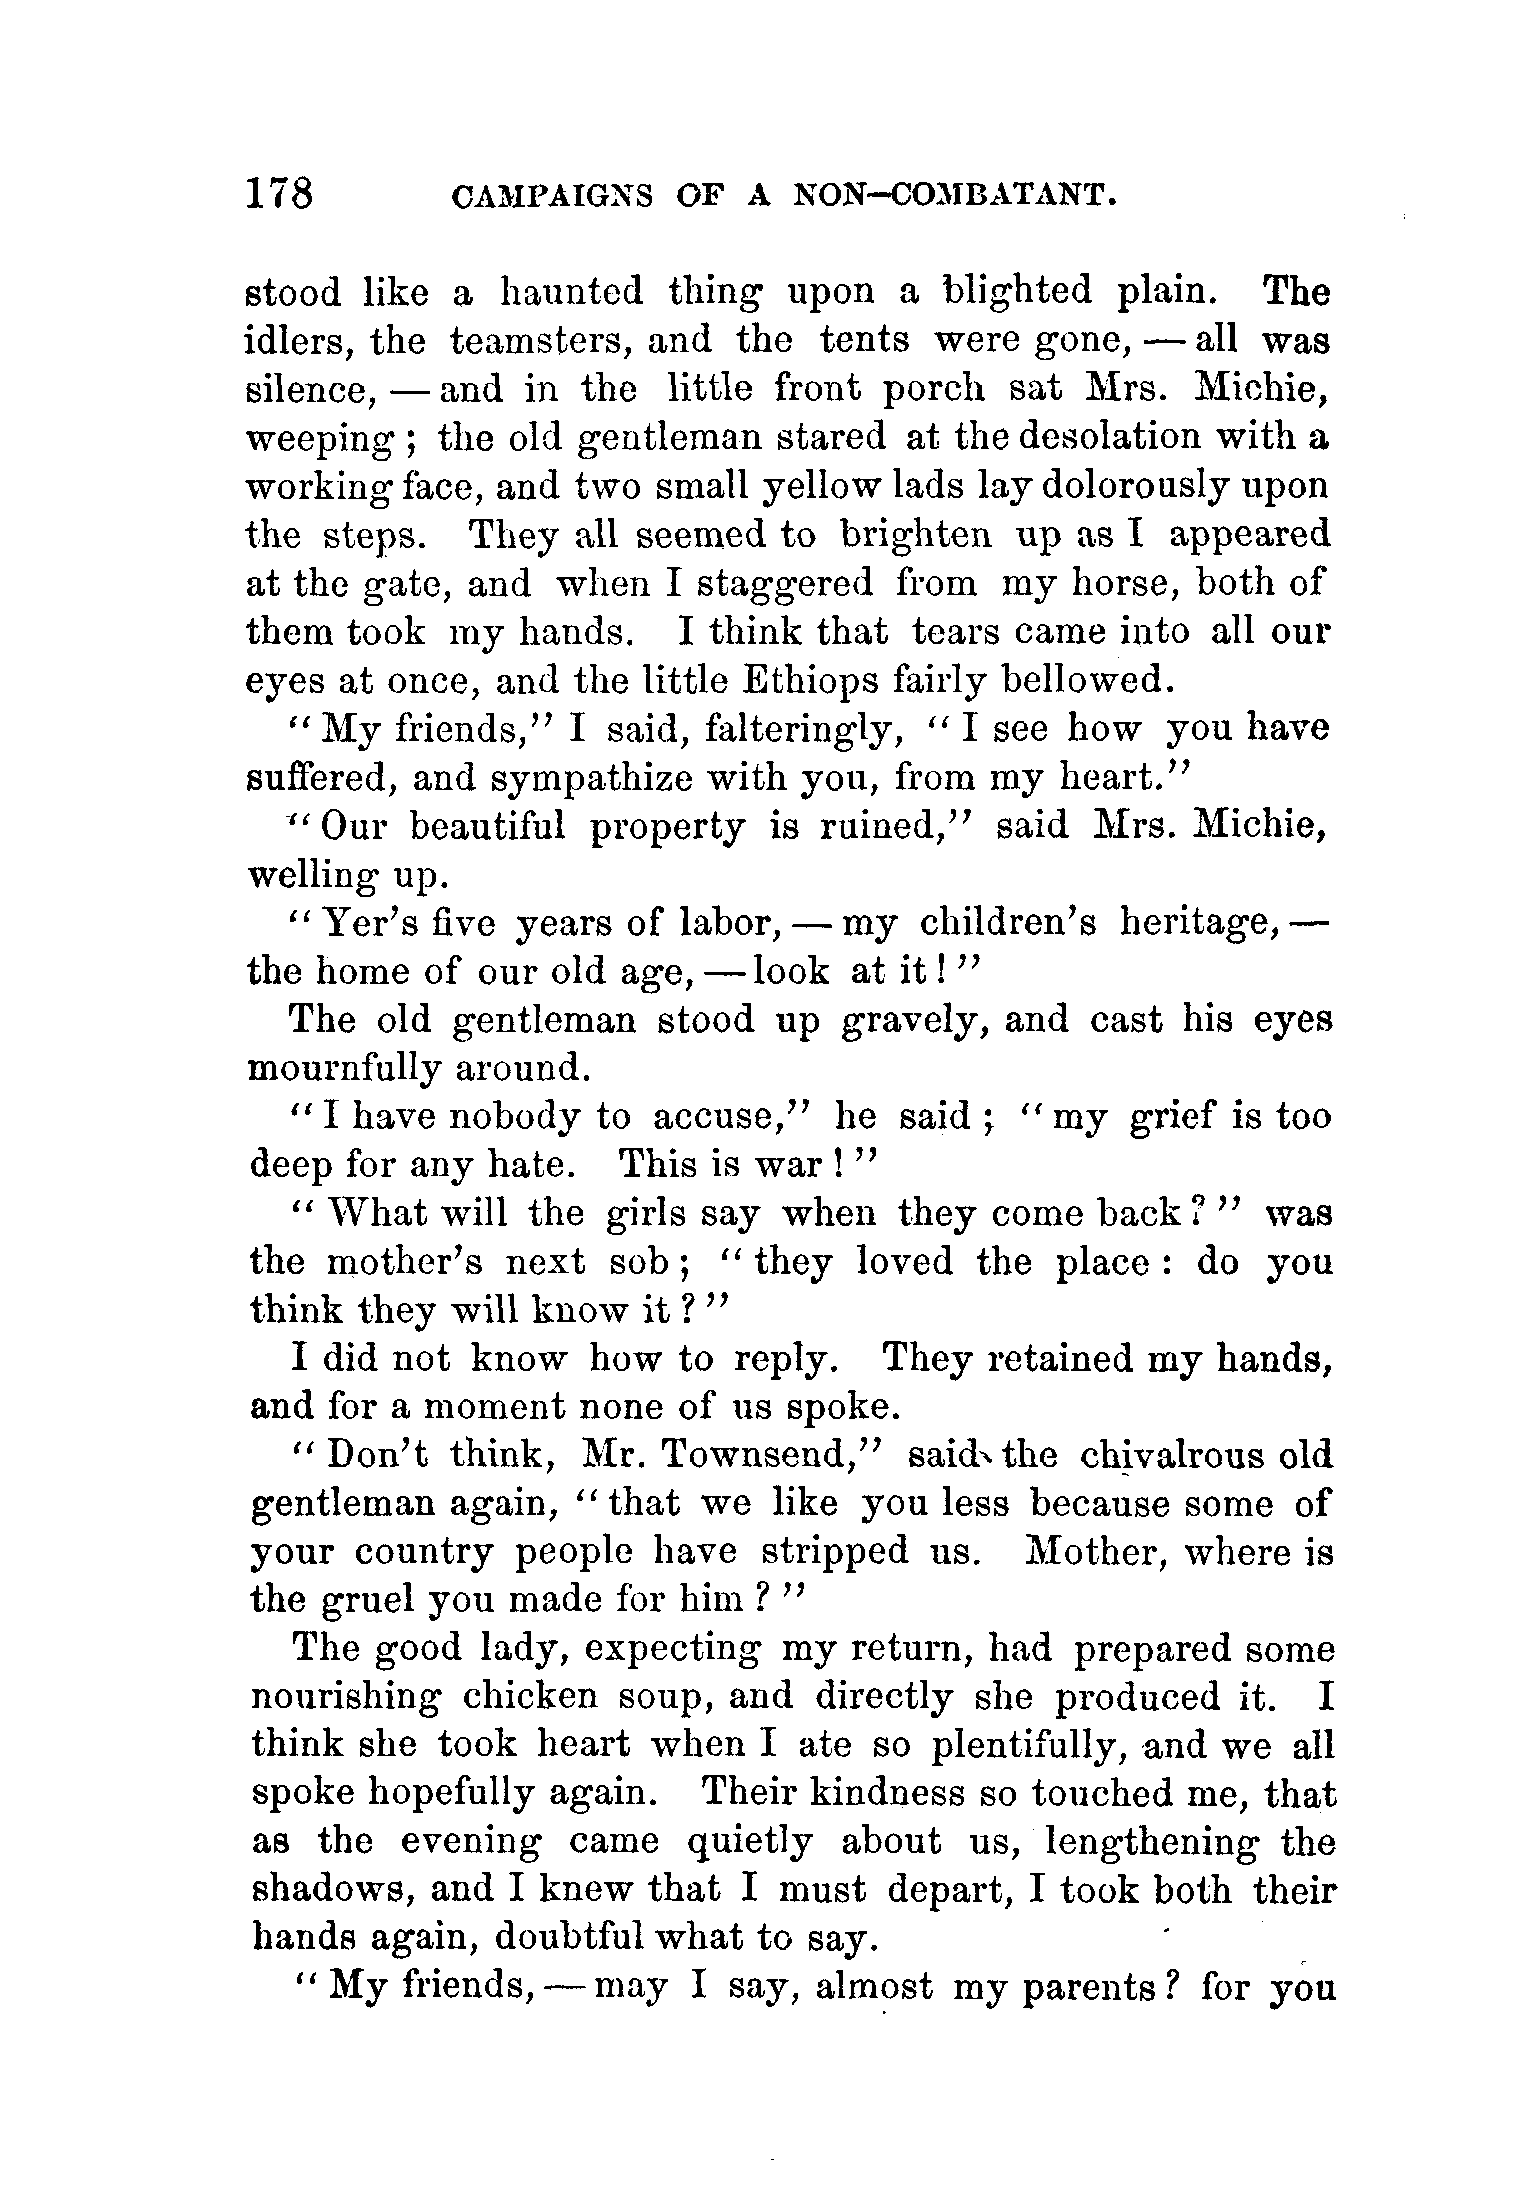 178 CAMPAIGNS OF A NON-COMBATANT.
stood like a haunted thing upon a blighted plain. The
idlers, the teamsters, and the tents were gone, — all was
silence, — and in the little front porch sat Mrs. Michie,
weeping ; the old gentleman stared at the desolation with a
working face, and two small yellow lads lay dolorously upon
the steps. They all seemed to brighten up as I appeared
at the gate, and when I staggered from my horse, both of
them took my hands. I think that tears came into all our
eyes at once, and the little Ethiops fairly bellowed.
“ My friends,” I said, falteringly, “ I see how you have
suffered, and sympathize with you, from my heart.”
“ Our beautiful property is ruined,” said Mrs. Michie,
welling up.
“ Yer’s five years of labor, — my children’s heritage, —
the home of our old age, — look at it ! ”
The old gentleman stood up gravely, and cast his eyes
mournfully around.
“ I have nobody to accuse,” he said ; “ my grief is too
deep for any hate. This is war ! ”
“ What will the girls say when they come back ? ” was
the mother’s next sob ; “ they loved the place : do you
think they will know it ? ”
I did not know how to reply. They retained my hands,
and for a moment none of us spoke.
“ Don’t think, Mr. Townsend,” said the chivalrous old
gentleman again, “ that we like you less because some of
your country people have stripped us. Mother, where is
the gruel you made for him ? ”
The good lady, expecting my return, had prepared some
nourishing chicken soup, and directly she produced it. I
think she took heart when I ate so plentifully, and we all
spoke hopefully again. Their kindness so touched me, that
as the evening came quietly about us, lengthening the
shadows, and I knew that I must depart, I took both their
hands again, doubtful what to say.
“ My friends, — may I say, almost my parents ? for you